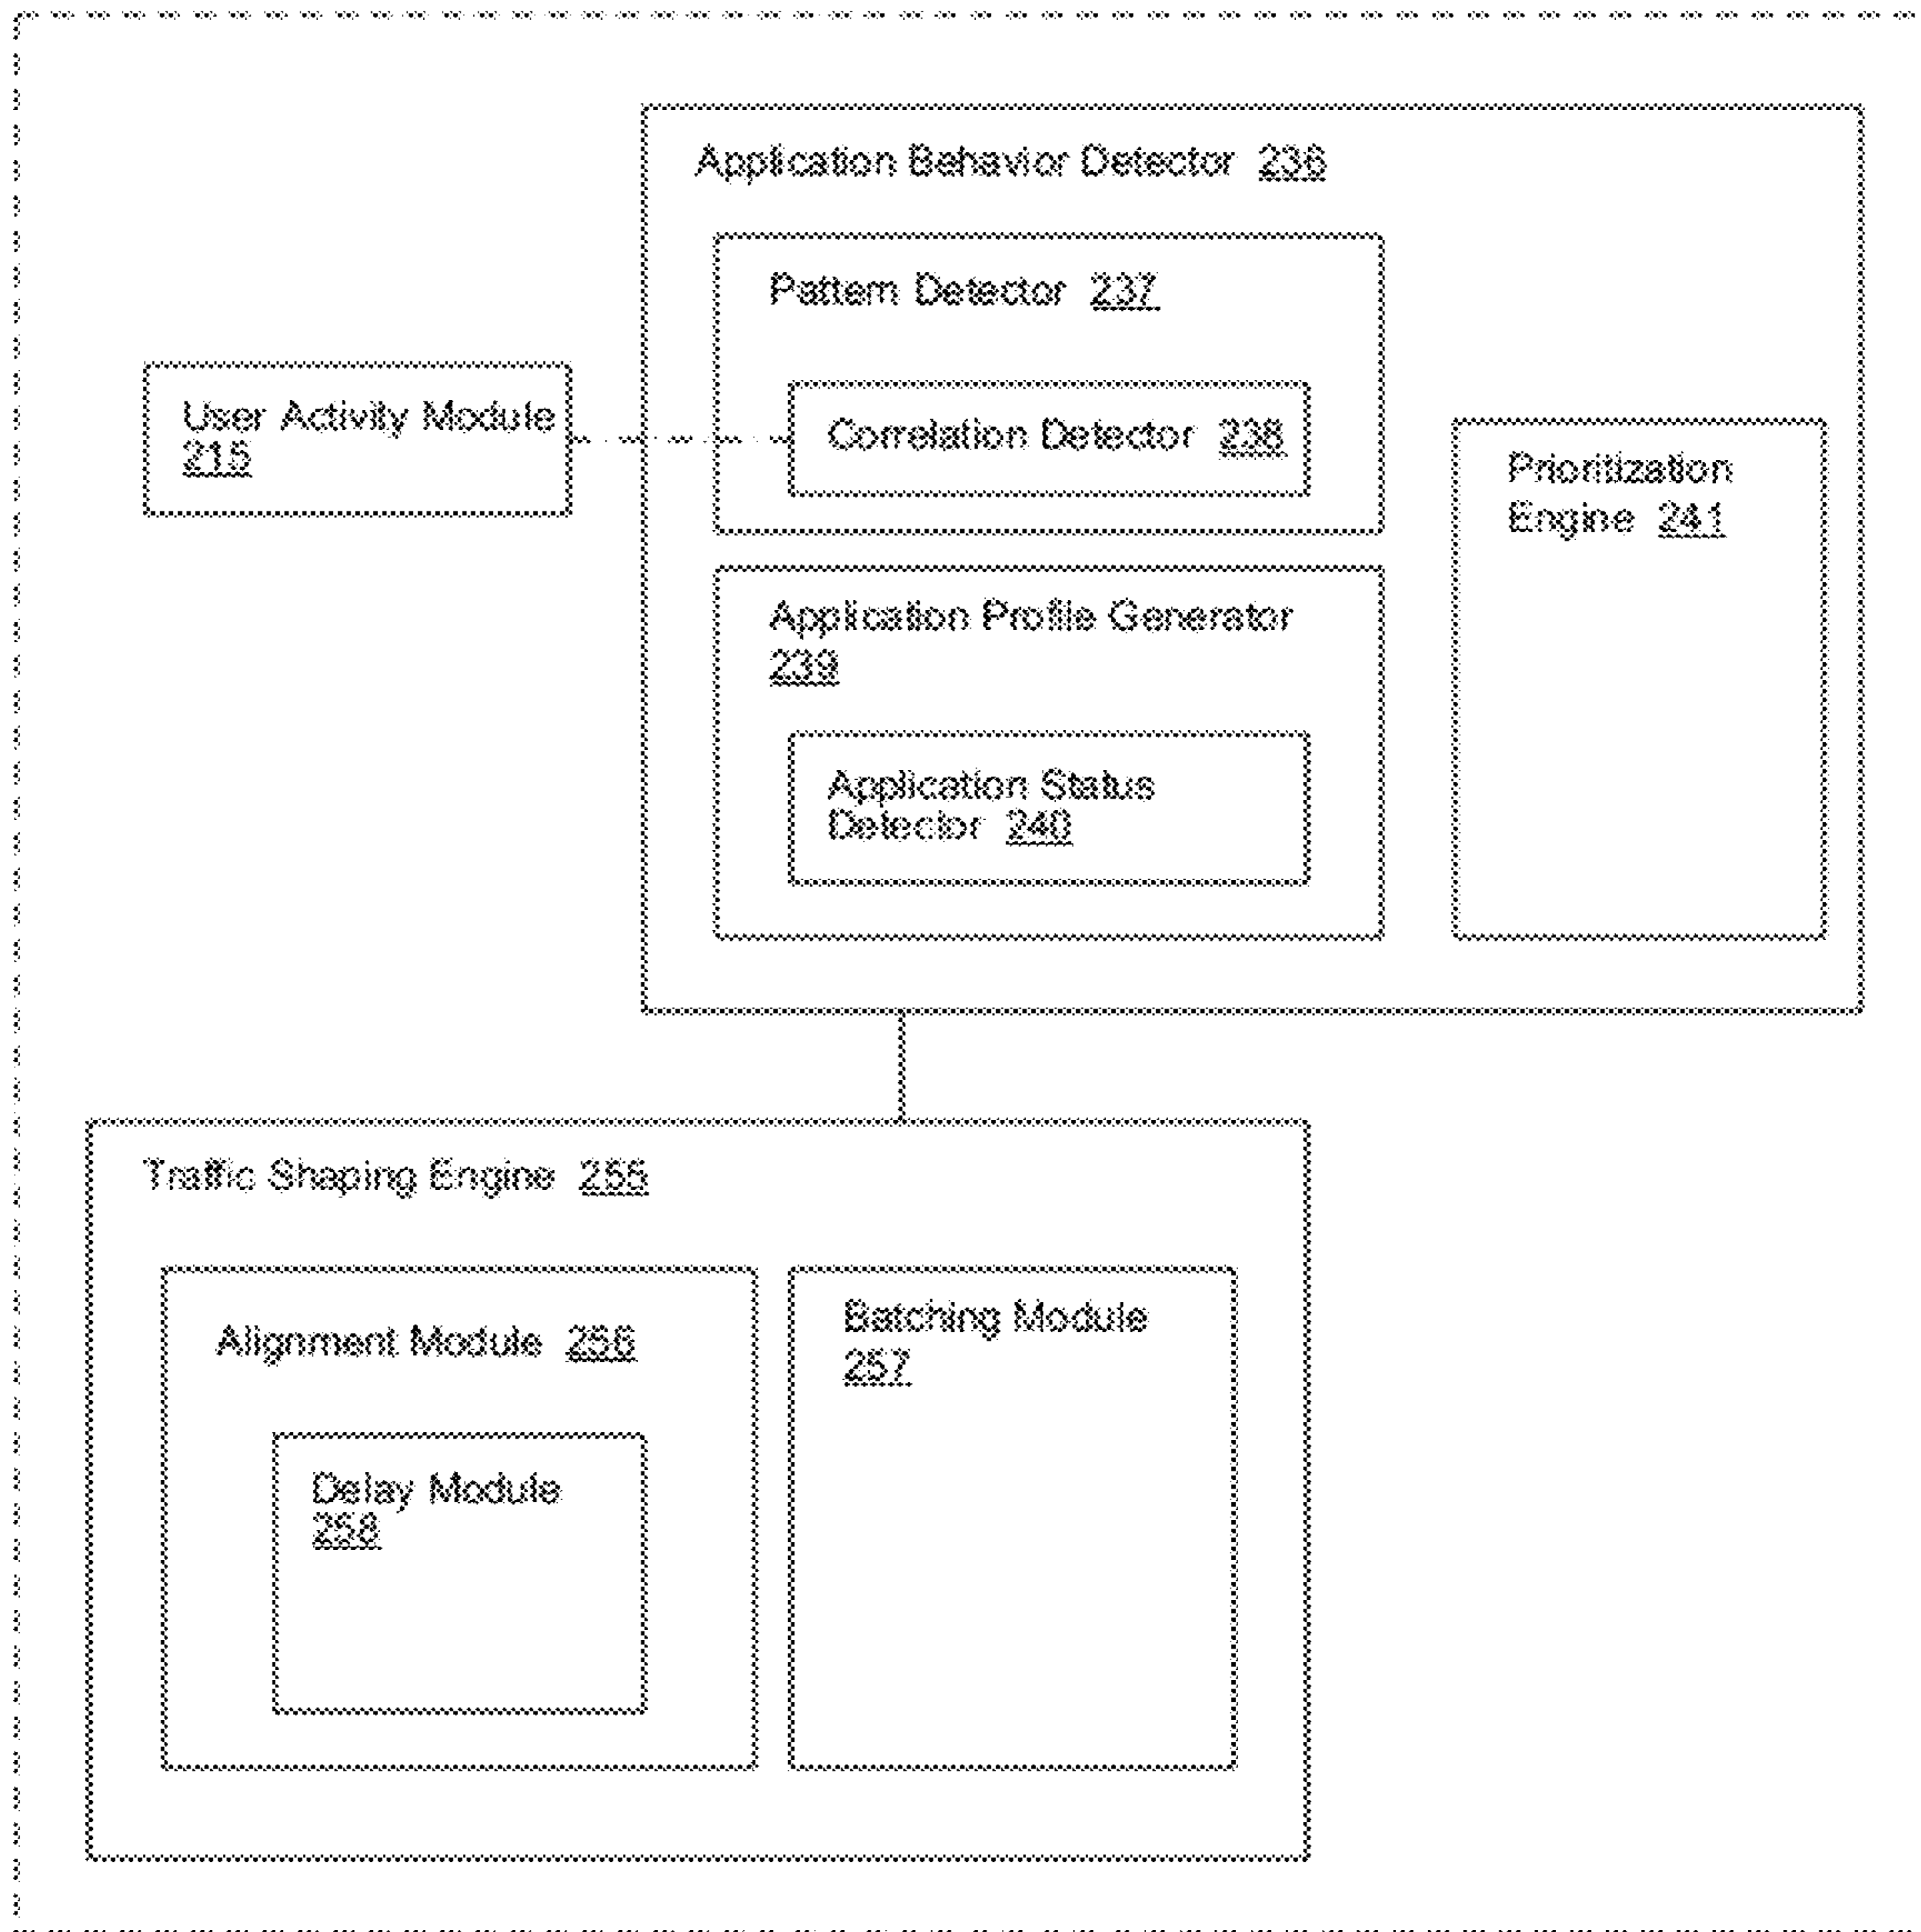 Application Behavior Detector 236
Pattern Detector 237
User Activity Module
215
Correlation Detector 238
Prioritization
Engine 241
Application Profile Generator
239
Application Status
Detector 240
Traffic Shaping Engine 255
Alignment Module 256
Batching Module
257
Delay Module
258